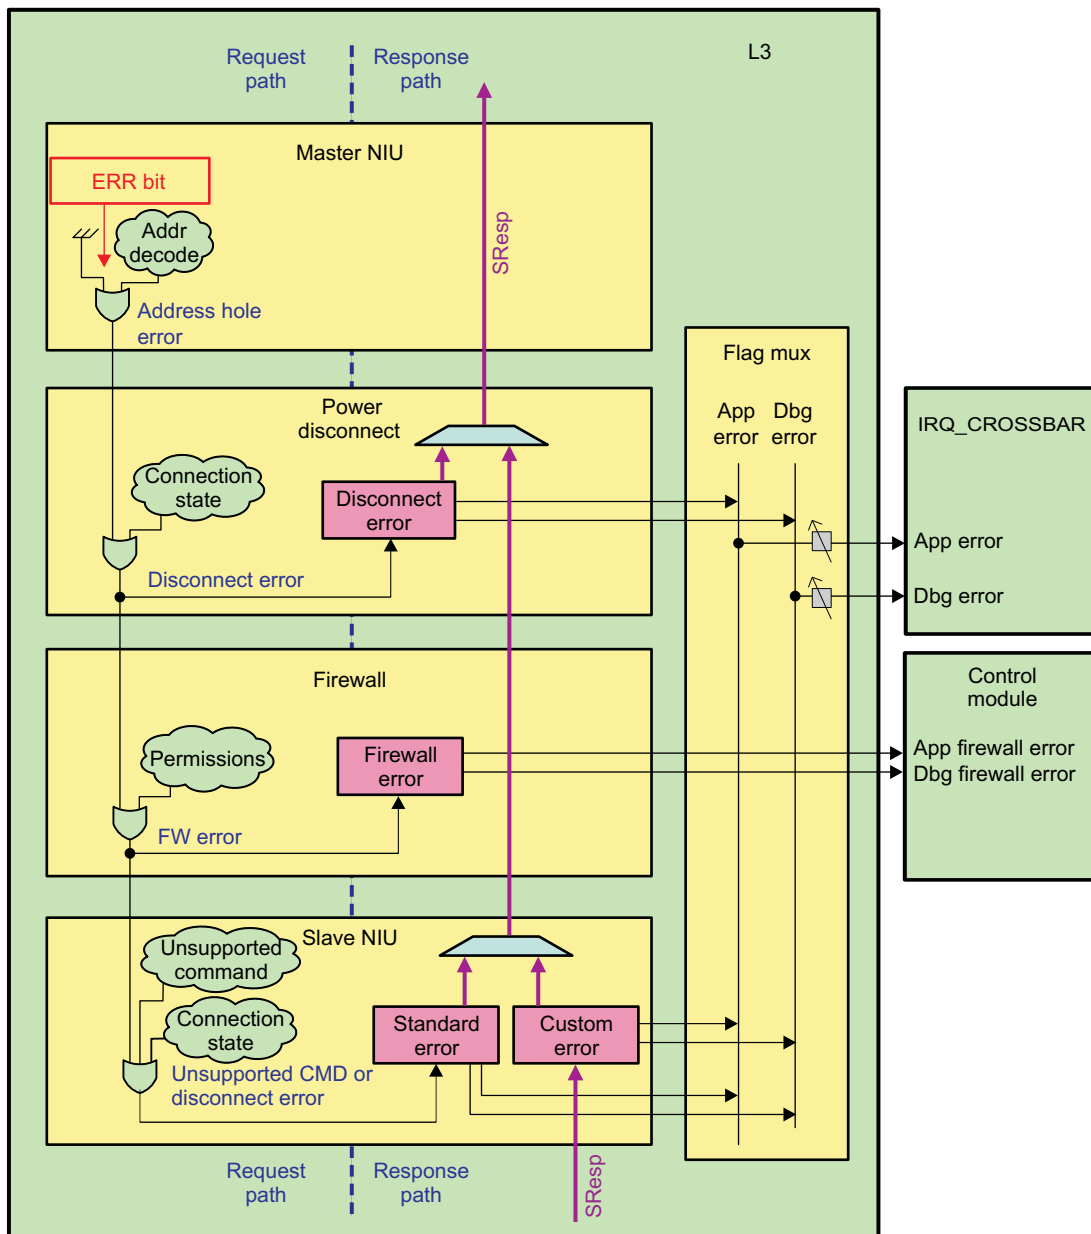 Request
path
Response
path
L3
Master NIU
ERR bit
Addr
decode
SResp
Address hole
error
Flag mux
App
error
Dbg
error
Power
disconnect
IRQ_CROSSBAR
Connection
state
Disconnect
error
App error
Disconnect error
Dbg error
Firewall
Control
module
Permissions
Firewall
error
App firewall error
Dbg firewall error
FW error
Slave NIU
Unsupported
command
Connection
state
Standard
error
Custom
error
Unsupported CMD or
disconnect error
Request
path
Response
path
SResp